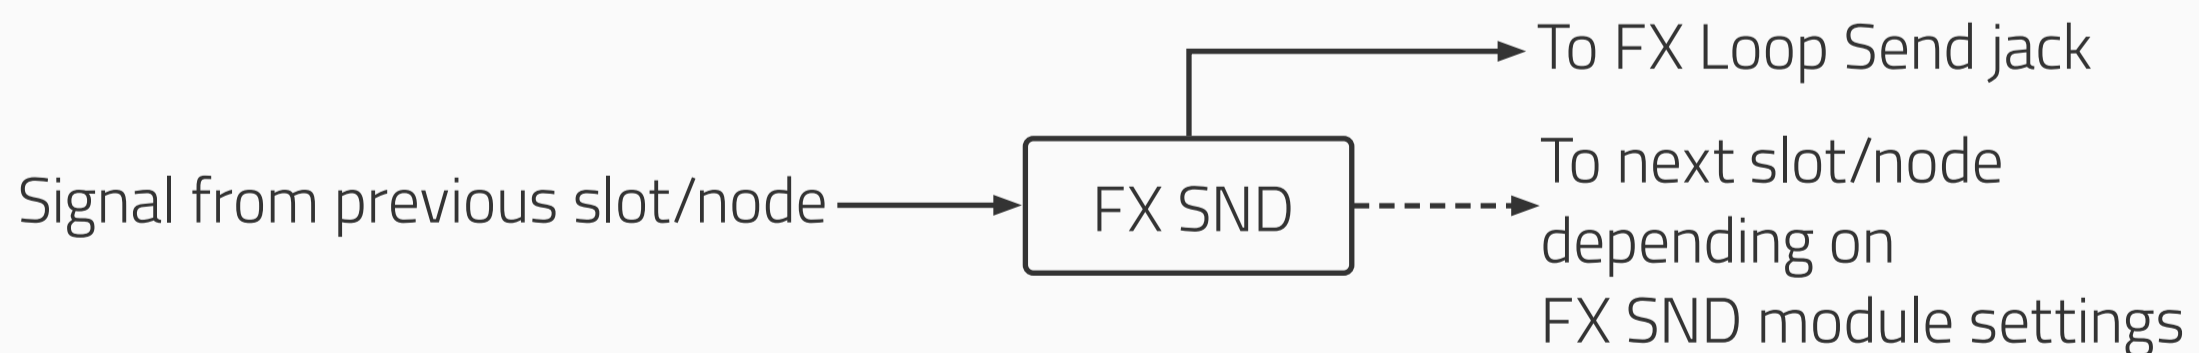 To FX Loop Send jack
Signal from previous slot/node
FX SND
To next slot/node
depending on
FX SND module settings